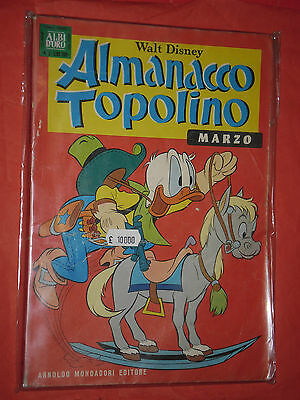 ALBI
D'ORO
Walt Disney
Almanacco
Topolino
MARZO
£ 10000
ARNOLDO MONDADORI EDITORE